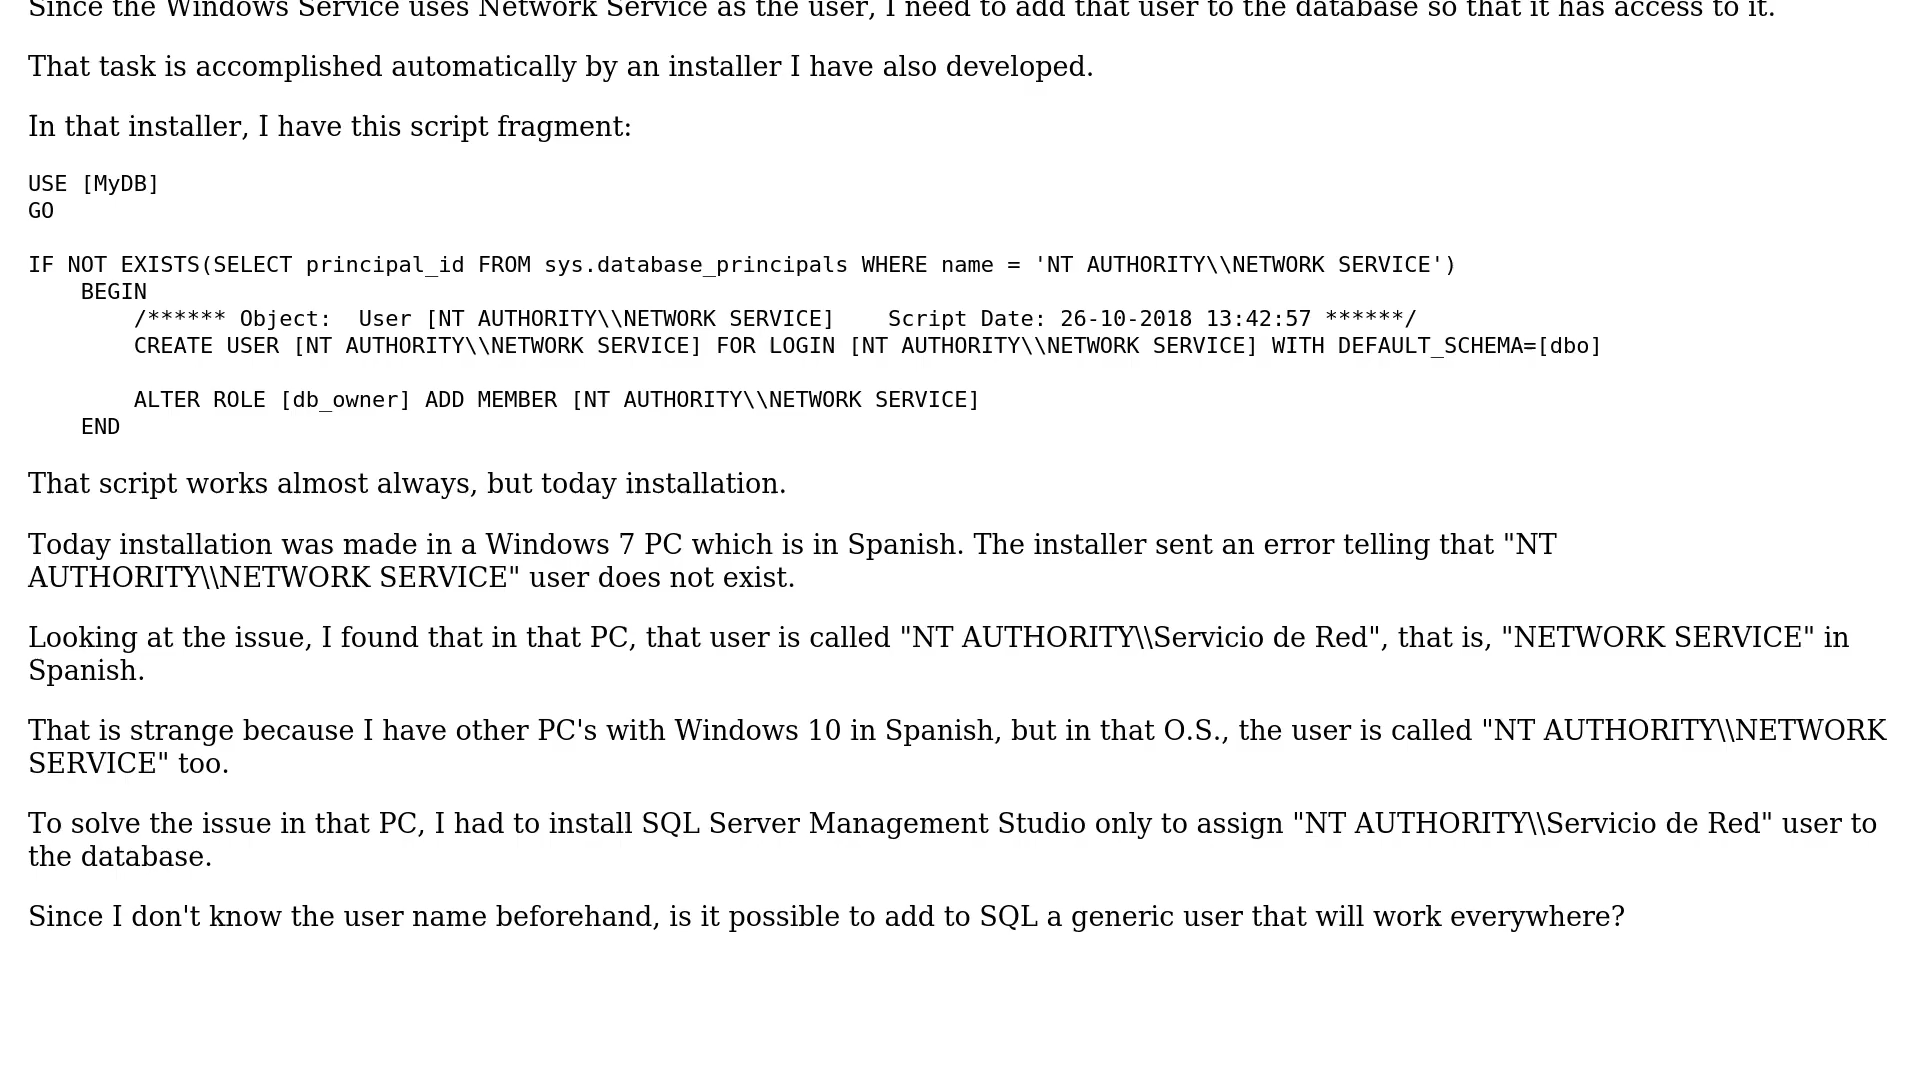 Since the Windows Service uses Network Service as the user, I need to add that user to the database so that it has access to it.
That task is accomplished automatically by an installer I have also developed.
In that installer, I have this script fragment:
USE [MyDB]
GO
IF NOT EXISTS(SELECT principal_id FROM sys.database_principals WHERE name = 'NT AUTHORITY\\NETWORK SERVICE')
    BEGIN
        /****** Object:  User [NT AUTHORITY\\NETWORK SERVICE]    Script Date: 26-10-2018 13:42:57 ******/
        CREATE USER [NT AUTHORITY\\NETWORK SERVICE] FOR LOGIN [NT AUTHORITY\\NETWORK SERVICE] WITH DEFAULT_SCHEMA=[dbo]
        ALTER ROLE [db_owner] ADD MEMBER [NT AUTHORITY\\NETWORK SERVICE]
    END
That script works almost always, but today installation.
Today installation was made in a Windows 7 PC which is in Spanish. The installer sent an error telling that "NT
AUTHORITY\\NETWORK SERVICE" user does not exist.
Looking at the issue, I found that in that PC, that user is called "NT AUTHORITY\\Servicio de Red", that is, "NETWORK SERVICE" in
Spanish.
That is strange because I have other PC's with Windows 10 in Spanish, but in that O.S., the user is called "NT AUTHORITY\\NETWORK
SERVICE" too.
To solve the issue in that PC, I had to install SQL Server Management Studio only to assign "NT AUTHORITY\\Servicio de Red" user to
the database.
Since I don't know the user name beforehand, is it possible to add to SQL a generic user that will work everywhere?